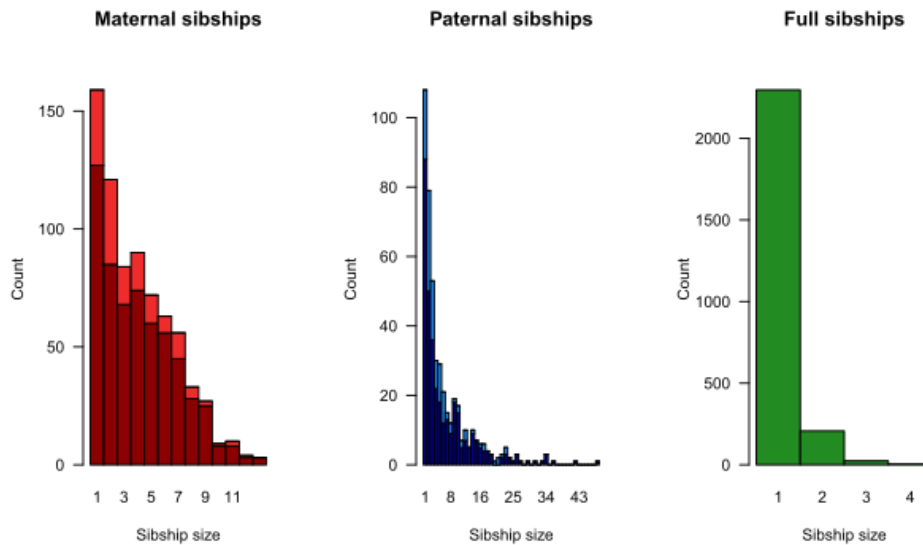 Maternal sibships
Count
150
100
50
0
1 3 5 7 9 11
Sibship size
Paternal sibships
Count
100
80
60
40
20
0
1 8 16 25 34 43
Sibship size
Full sibships
Count
2000
1500
1000
500
0
1 2 3 4
Sibship size